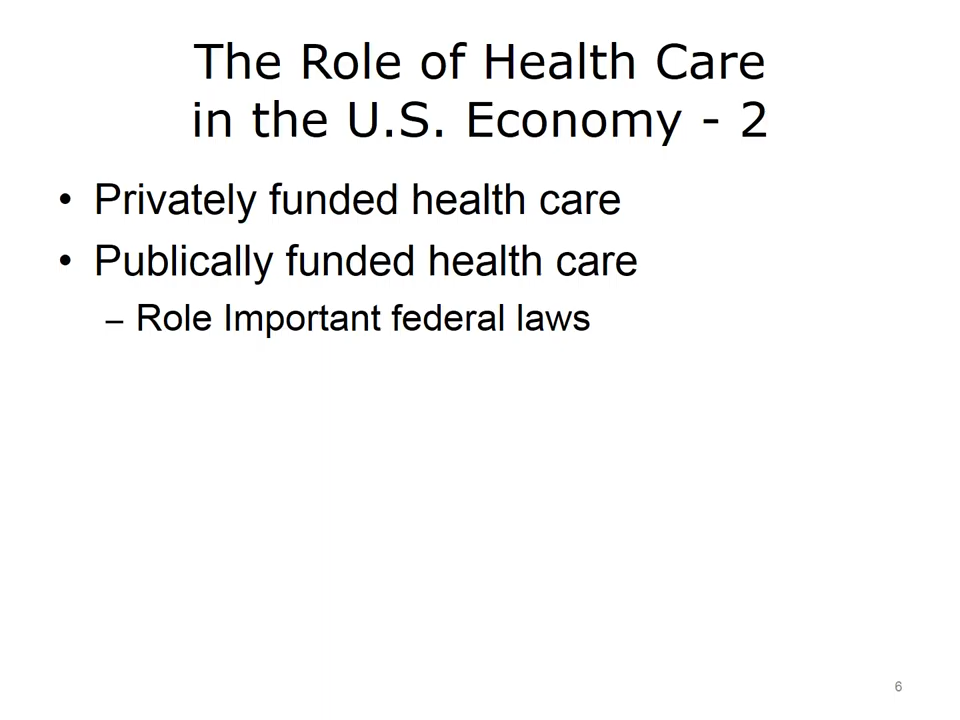 The Role of Health Care
in the U.S. Economy - 2
• Privately funded health care
• Publically funded health care
– Role Important federal laws
6